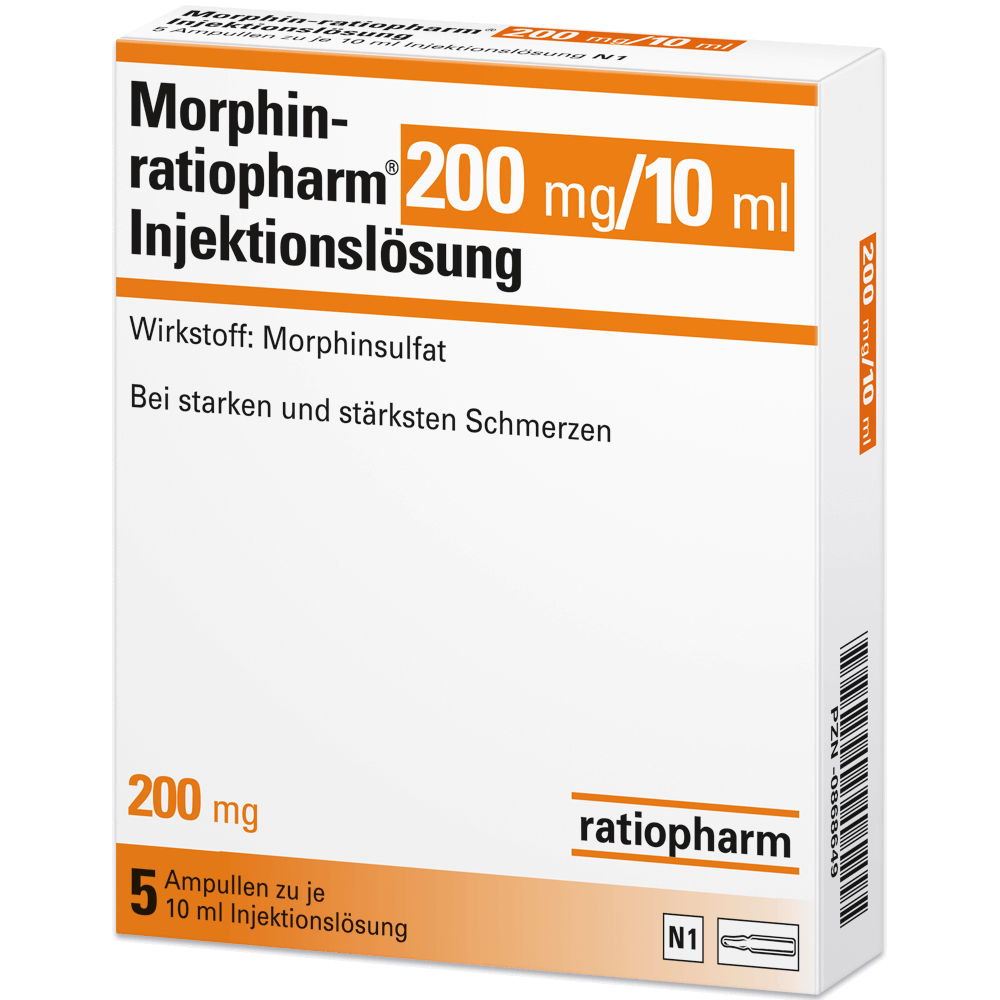 Morphin-ratiopharm® 200 mg/10 ml
Injektionslösung
5 Ampullen zu je 10 ml Injektionslösung N1
Morphin-
ratiopharm® 200 mg/10 ml
Injektionslösung
Wirkstoff: Morphinsulfat
Bei starken und stärksten Schmerzen
200 mg
ratiopharm
5 Ampullen zu je
10 ml Injektionslösung
N1
200 mg/10 ml
PZN -0868649